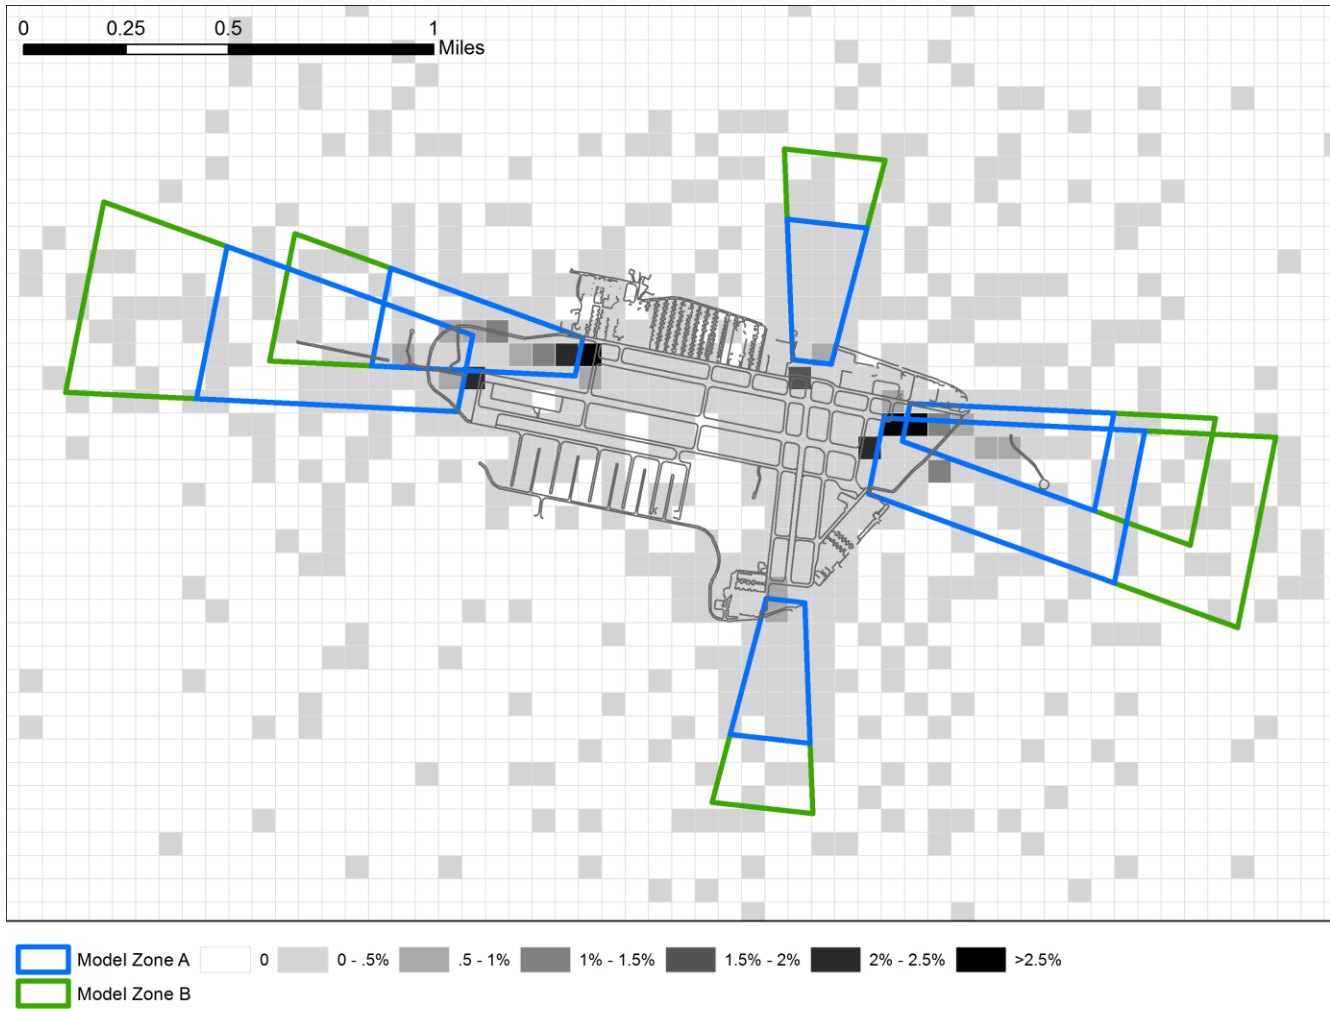 0 0.25 0.5 1
Miles
Model Zone A 0 0 - .5% .5 - 1% 1% - 1.5% 1.5% - 2% 2% - 2.5% >2.5%
Model Zone B